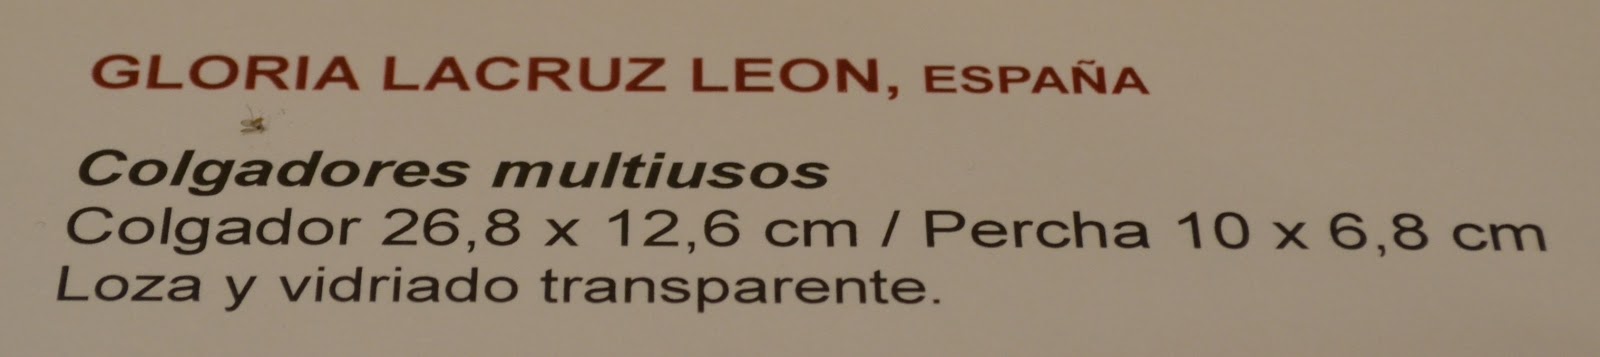 GLORIA LACRUZ LEON, ESPAÑA
Colgadores multiusos
Colgador 26,8 x 12,6 cm / Percha 10 x 6,8 cm
Loza y vidriado transparente.